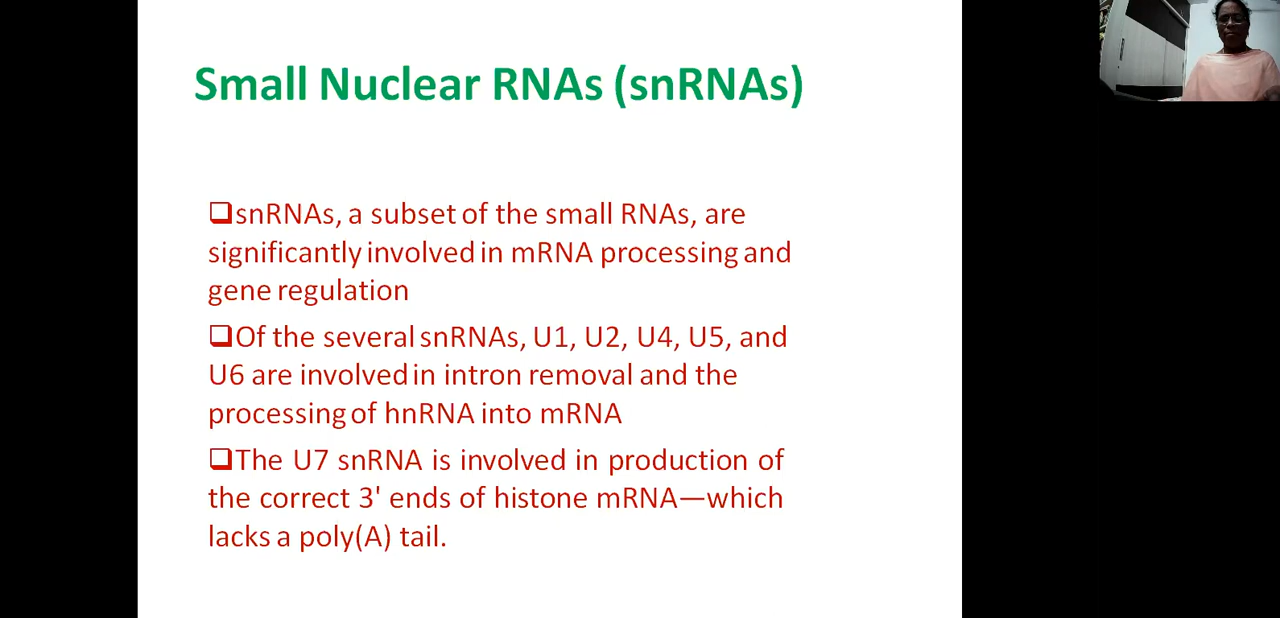 Small Nuclear RNAs (snRNAs)
❑snRNAs, a subset of the small RNAs, are
significantly involved in mRNA processing and
gene regulation
❑Of the several snRNAs, U1, U2, U4, U5, and
U6 are involved in intron removal and the
processing of hnRNA into mRNA
❑The U7 snRNA is involved in production of
the correct 3' ends of histone mRNA—which
lacks a poly(A) tail.